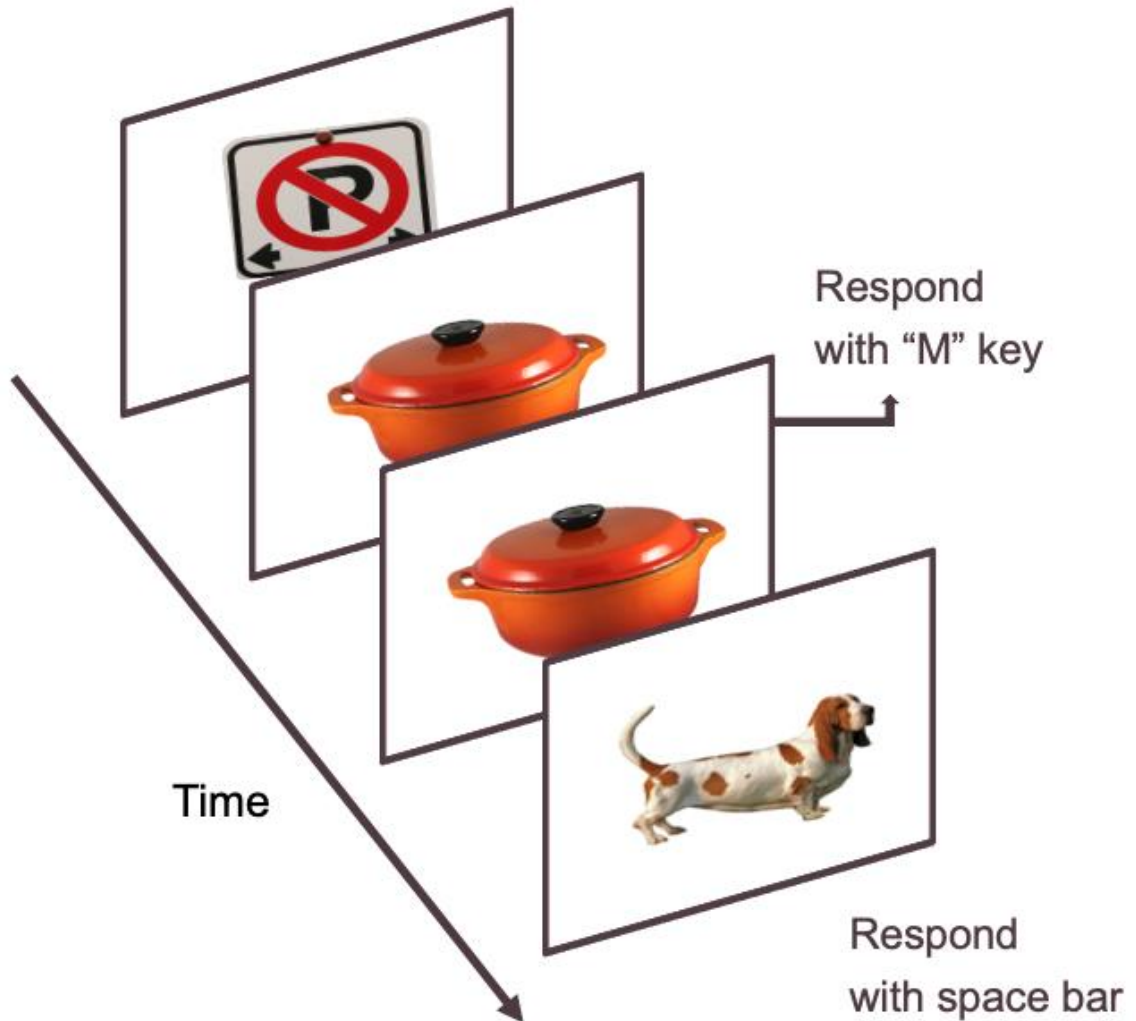 P
Respond
with “M” key
Time
Respond
with space bar